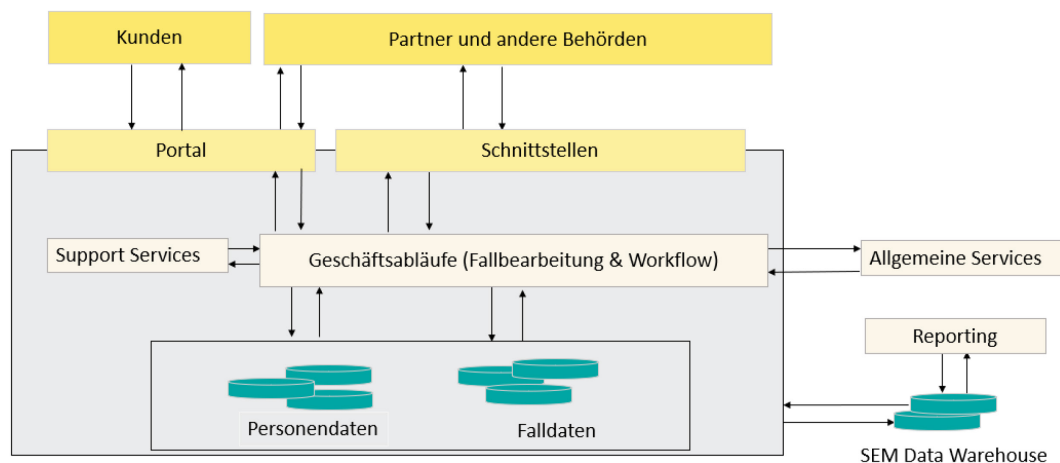 Kunden
Partner und andere Behörden
Portal
Schnittstellen
Support Services
Geschäftsabläufe (Fallbearbeitung & Workflow)
Allgemeine Services
Reporting
Personendaten
Falldaten
SEM Data Warehouse